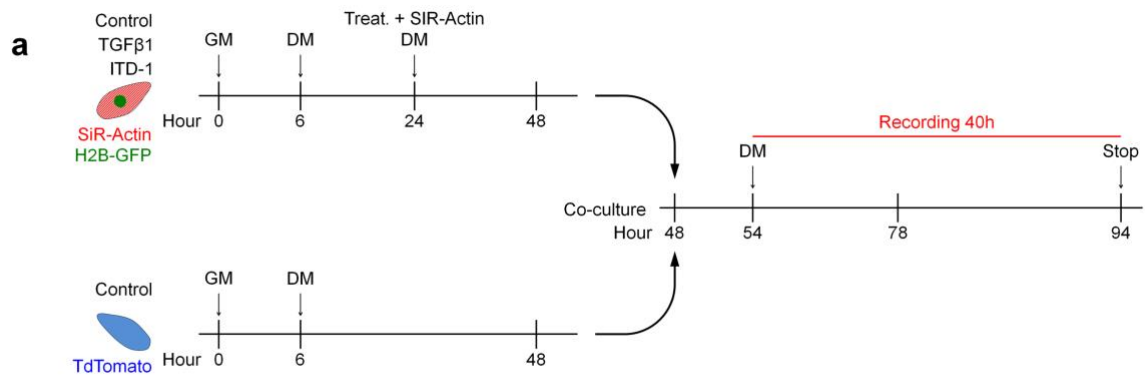 a
Control
TGFβ1
ITD-1
SiR-Actin
H2B-GFP
Treat. + SIR-Actin
GM DM DM
Hour 0 6 24 48
Recording 40h
DM Stop
Co-culture
Hour 48 54 78 94
Control
TdTomato
GM DM
Hour 0 6 48